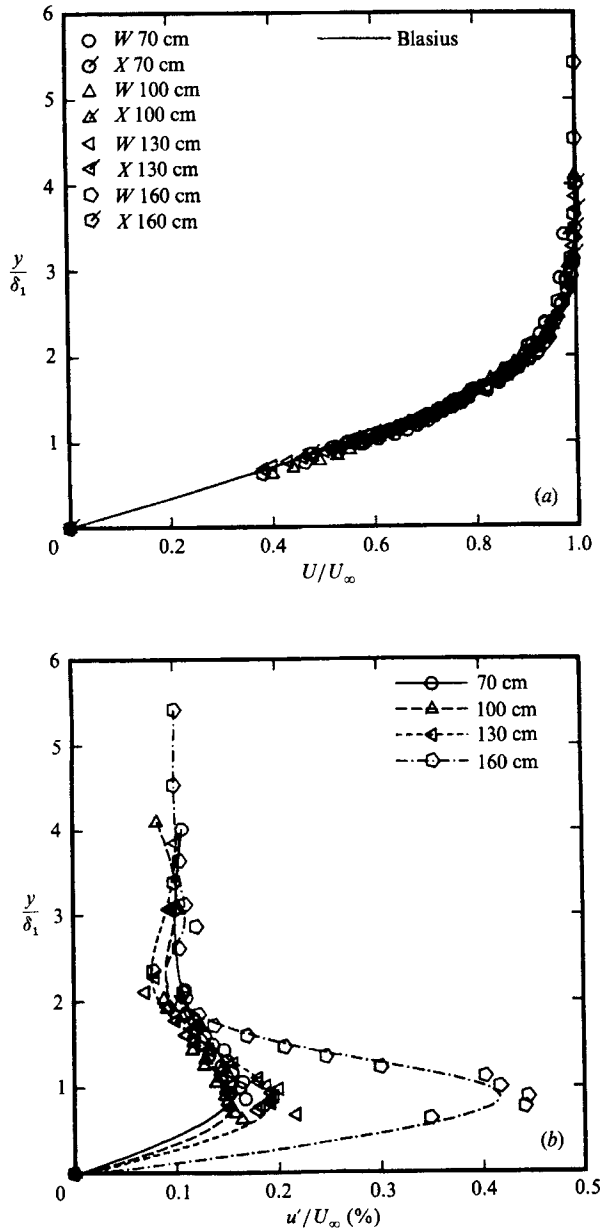 6
5
4
3
2
1
0
y
δ₁
W 70 cm
X 70 cm
W 100 cm
X 100 cm
W 130 cm
X 130 cm
W 160 cm
X 160 cm
Blasius
(a)
0.2
0.4
0.6
0.8
1.0
U/U∞
6
5
4
3
2
1
0
y
δ₁
70 cm
100 cm
130 cm
160 cm
(b)
0.1
0.2
0.3
0.4
0.5
u′/U∞ (%)